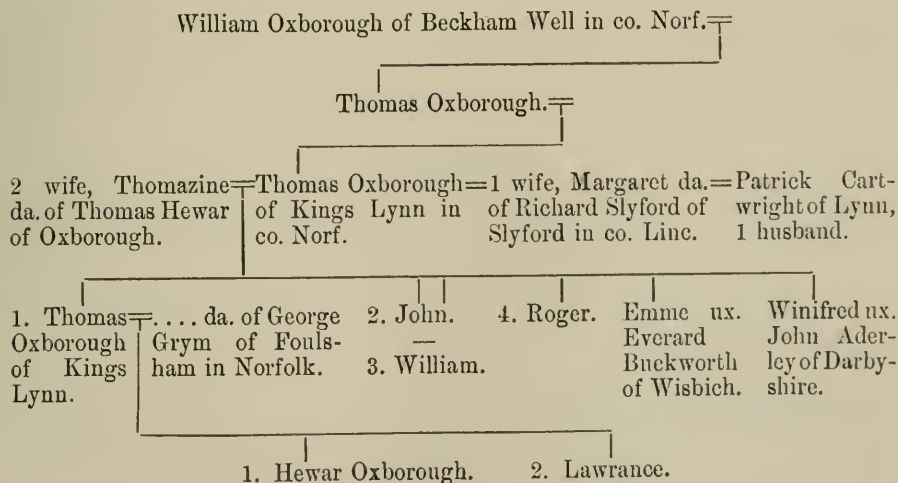 William Oxborough of Beckham Well in co. Norf.
Thomas Oxborough.
2 wife, Thomazine
da. of Thomas Hewar
of Oxborough.
Thomas Oxborough
of Kings Lynn in
co. Norf.
1 wife, Margaret da.
of Richard Slyford of
Slyford in co. Linc.
Patrick Cart-
wright of Lynn,
1 husband.
1. Thomas
Oxborough
of Kings
Lynn.
.... da. of George
Grym of Fouls-
ham in Norfolk.
2. John.
—
3. William.
4. Roger.
Emme ux.
Everard
Buckworth
of Wisbich.
Winifred ux.
John Ader-
ley of Darby-
shire.
1. Hewar Oxborough.
2. Lawrance.